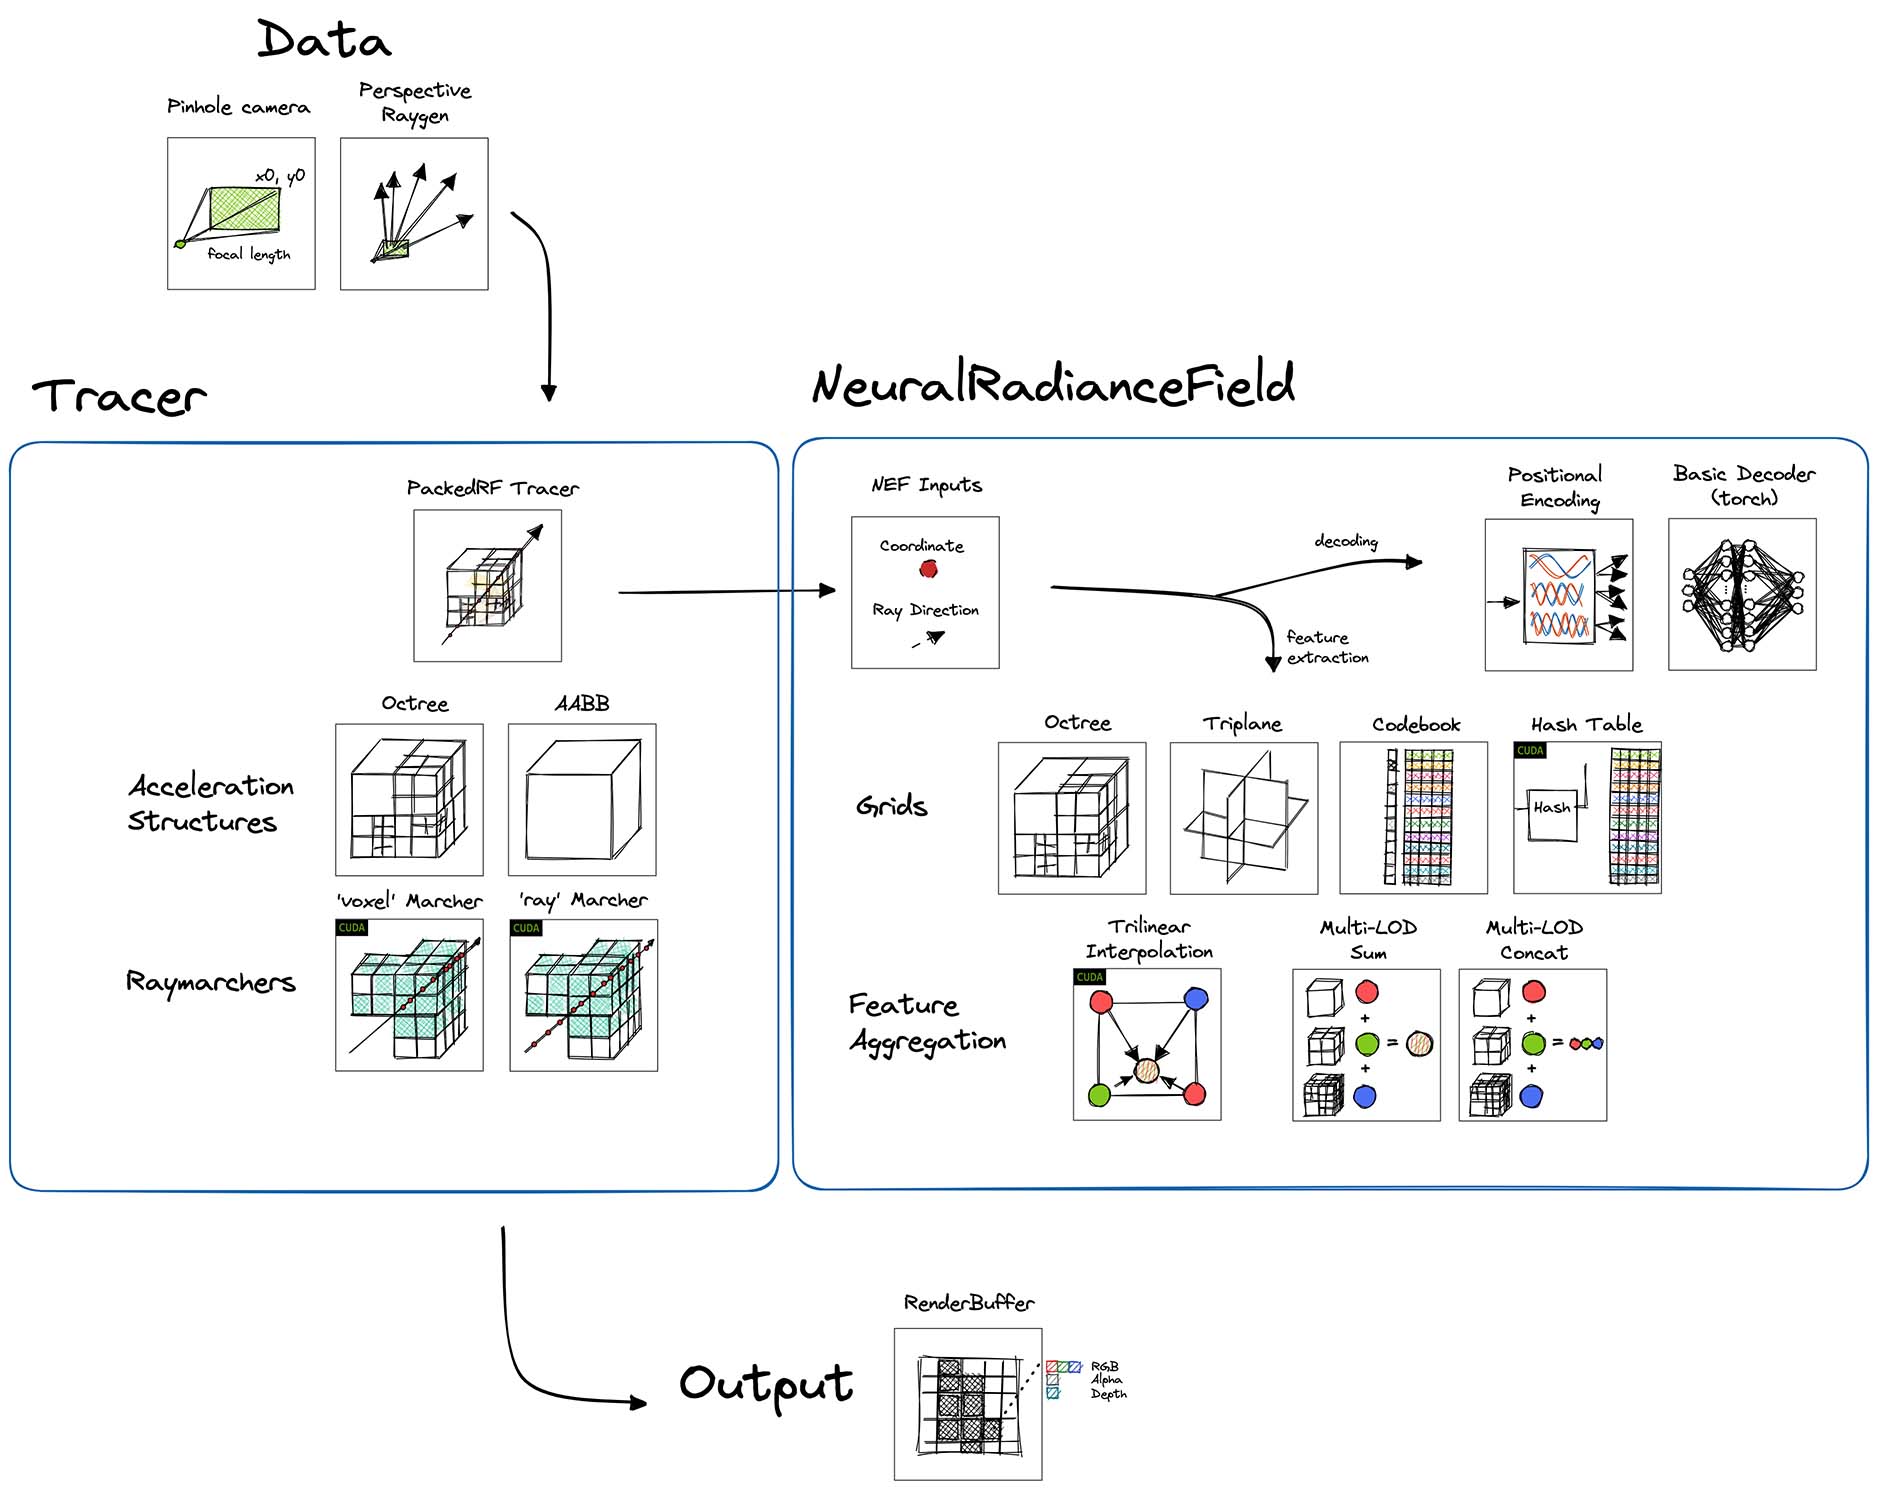 Data
Pinhole camera
Perspective
Raygen
x0, y0
focal length
Tracer
NeuralRadianceField
PackedRF Tracer
Octree
AABB
Acceleration
Structures
'voxel' Marcher
'ray' Marcher
CUDA
CUDA
Raymarchers
NEF Inputs
Coordinate
Ray Direction
decoding
feature
extraction
Positional
Encoding
Basic Decoder
(torch)
Octree
Triplane
Codebook
Hash Table
CUDA
Grids
Hash
Trilinear
Interpolation
Multi-LOD
Sum
Multi-LOD
Concat
CUDA
Feature
Aggregation
+
+
=
+
+
=
RenderBuffer
Output
RGB
Alpha
Depth